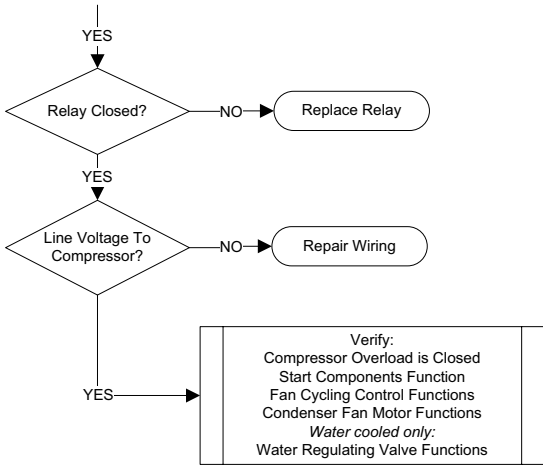 YES
Relay Closed?
NO
Replace Relay
YES
Line Voltage To
Compressor?
NO
Repair Wiring
YES
Verify:
Compressor Overload is Closed
Start Components Function
Fan Cycling Control Functions
Condenser Fan Motor Functions
Water cooled only:
Water Regulating Valve Functions